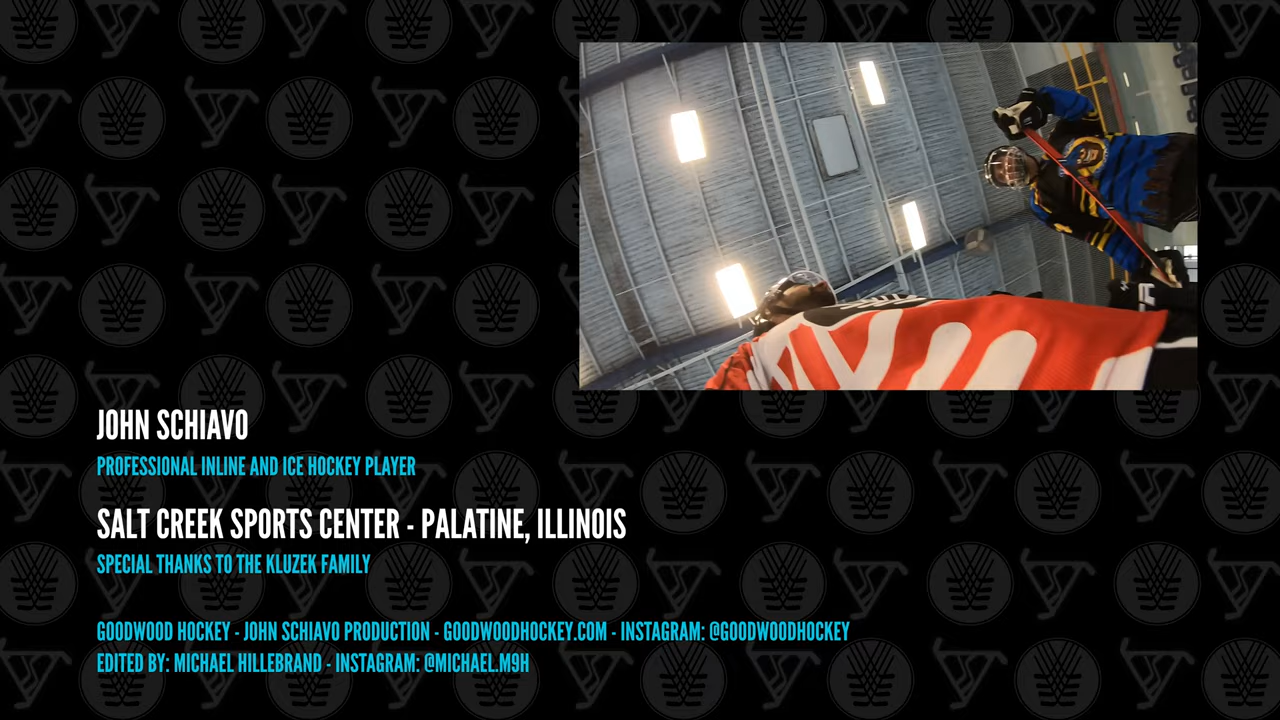 JOHN SCHIAVO
PROFESSIONAL INLINE AND ICE HOCKEY PLAYER
SALT CREEK SPORTS CENTER - PALATINE, ILLINOIS
SPECIAL THANKS TO THE KLUZEK FAMILY
GOODWOOD HOCKEY - JOHN SCHIAVO PRODUCTION - GOODWOODHOCKEY.COM - INSTAGRAM: @GOODWOODHOCKEY
EDITED BY: MICHAEL HILLEBRAND - INSTAGRAM: @MICHAEL.M9H